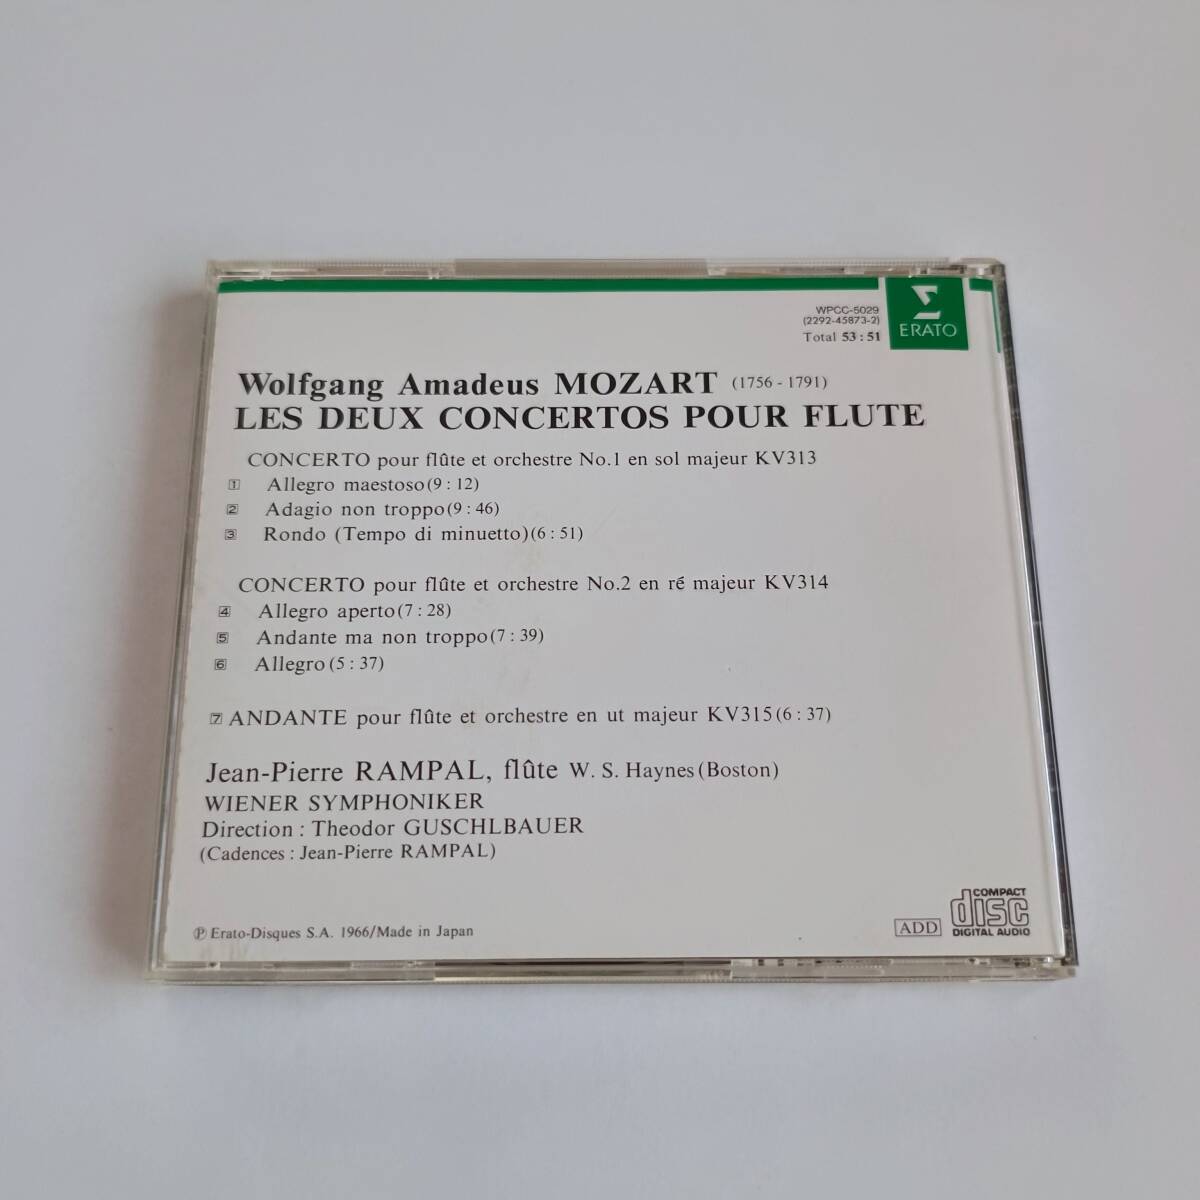 WPCC-5029
(2292-45873-2)
Total 53:51
Σ
ERATO
Wolfgang Amadeus MOZART (1756-1791)
LES DEUX CONCERTOS POUR FLUTE
CONCERTO pour flûte et orchestre No.1 en sol majeur KV313
1 Allegro maestoso(9:12)
2 Adagio non troppo(9:46)
3 Rondo (Tempo di minuetto)(6:51)
CONCERTO pour flûte et orchestre No.2 en ré majeur KV314
4 Allegro aperto(7:28)
5 Andante ma non troppo(7:39)
6 Allegro(5:37)
7 ANDANTE pour flûte et orchestre en ut majeur KV315(6:37)
Jean-Pierre RAMPAL, flûte W. S. Haynes(Boston)
WIENER SYMPHONIKER
Direction : Theodor GUSCHLBAUER
(Cadences : Jean-Pierre RAMPAL)
℗ Erato-Disques S.A. 1966/Made in Japan
ADD
COMPACT
disc
DIGITAL AUDIO